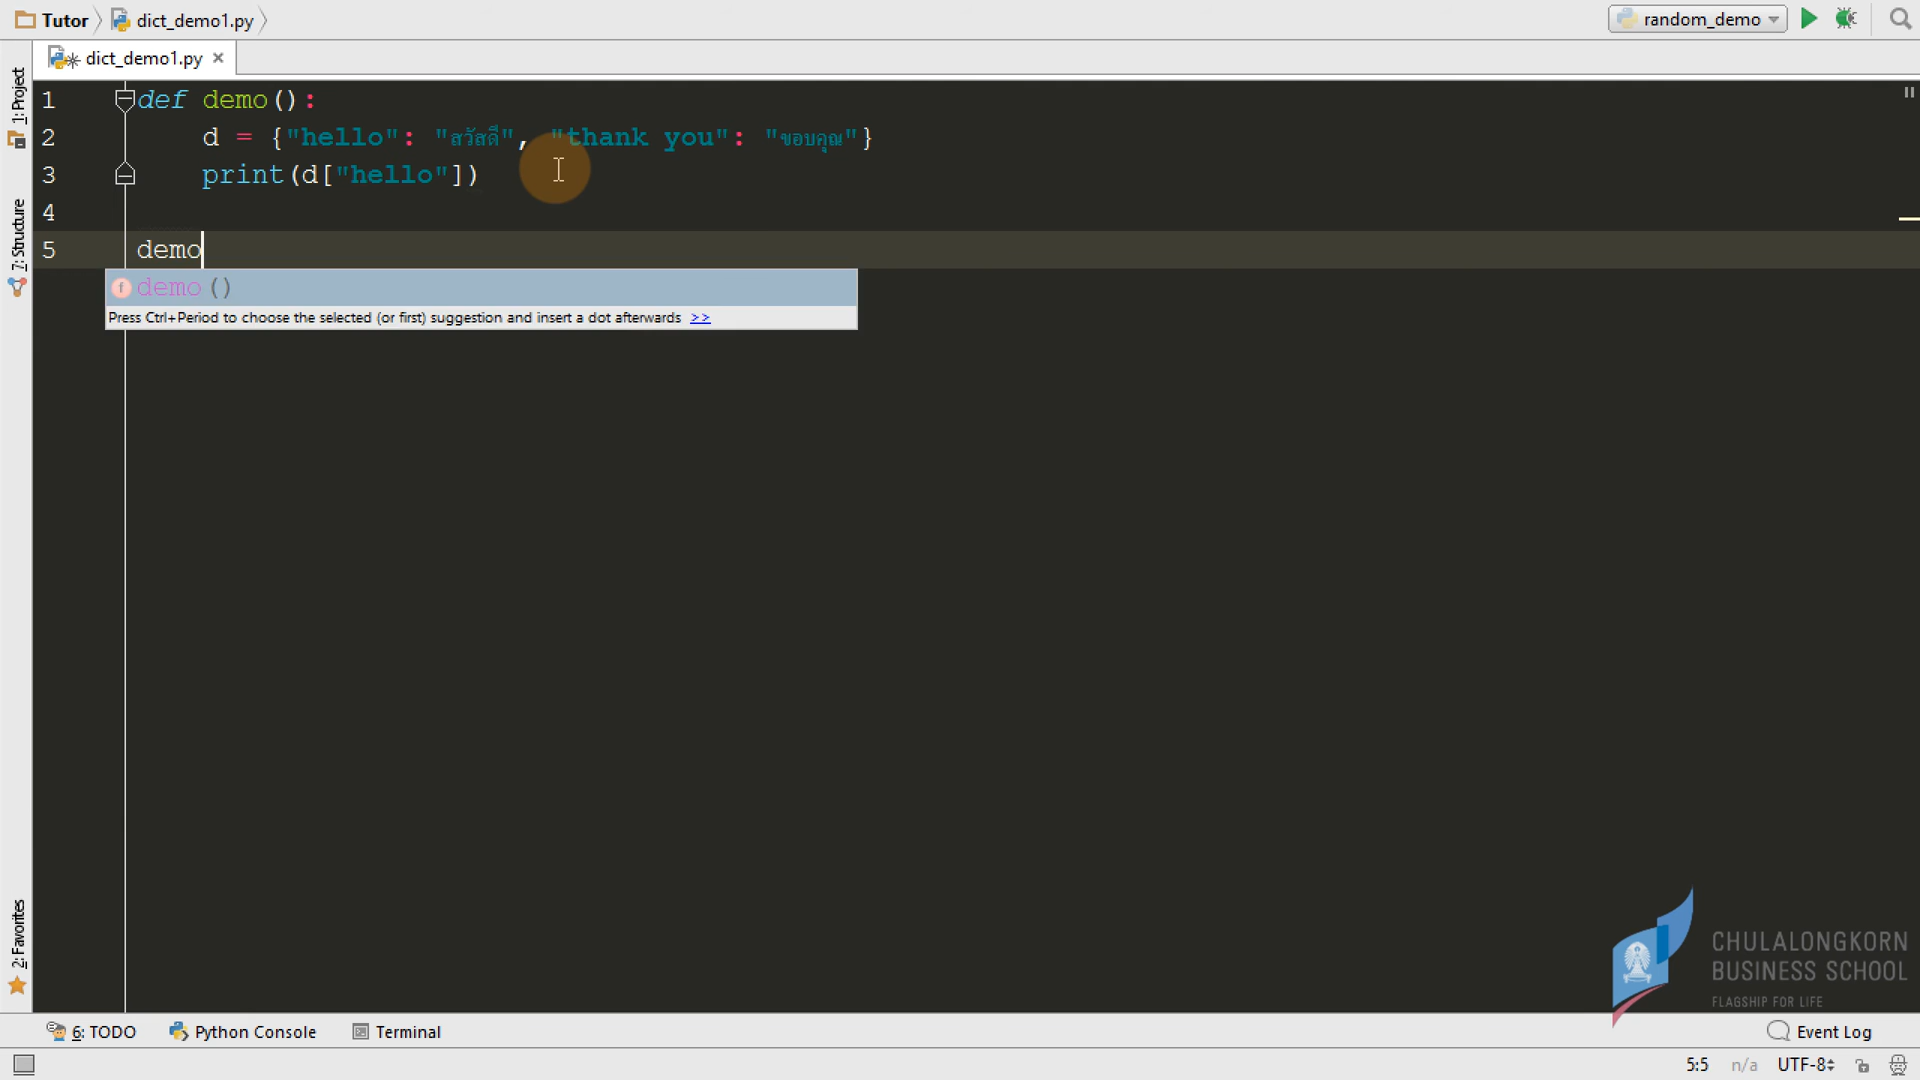 Tutor dict_demo1.py random_demo
dict_demo1.py
1: Project
7: Structure
2: Favorites
1 def demo():
2 d = {"hello": "สวัสดี", "thank you": "ขอบคุณ"}
3 print(d["hello"])
4
5 demo
f demo()
Press Ctrl+Period to choose the selected (or first) suggestion and insert a dot afterwards >>
CHULALONGKORN
BUSINESS SCHOOL
FLAGSHIP FOR LIFE
6: TODO Python Console Terminal Event Log
5:5 n/a UTF-8